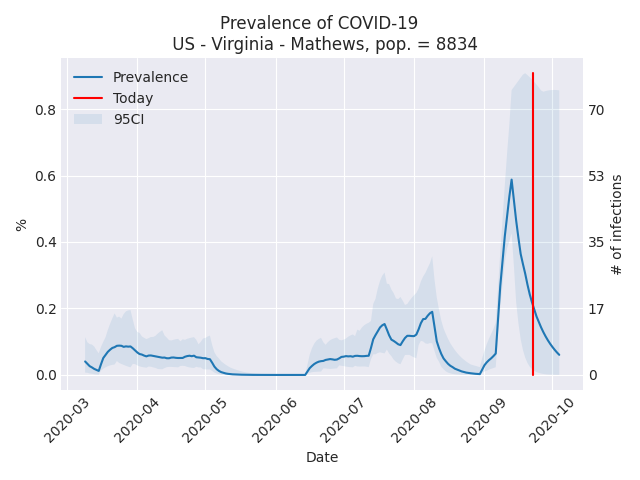 Prevalence of COVID-19
US - Virginia - Mathews, pop. = 8834
Prevalence
Today
95CI
0.8
0.6
0.4
0.2
0.0
%
70
53
35
17
0
# of infections
2020-03
2020-04
2020-05
2020-06
2020-07
2020-08
2020-09
2020-10
Date